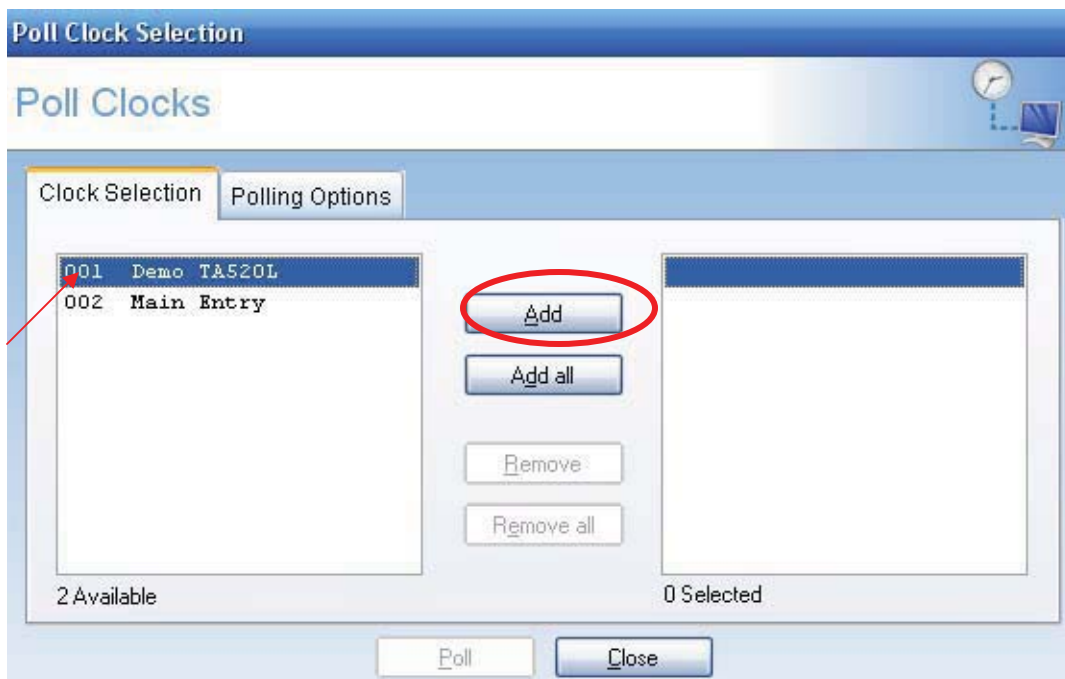 Poll Clock Selection
Poll Clocks
Clock Selection
Polling Options
001 Demo TA520L
002 Main Entry
Add
Add all
Remove
Remove all
2 Available
0 Selected
Poll
Close